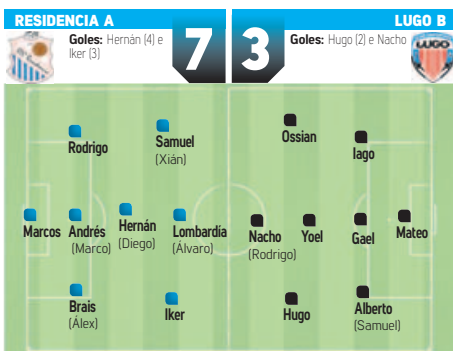 RESIDENCIA A
Goles: Hernán (4) e
Iker (3)
7
3
LUGO B
Goles: Hugo (2) e Nacho
LUGO
Rodrigo
Samuel
(Xián)
Marcos
Andrés
(Marco)
Hernán
(Diego)
Lombardía
(Álvaro)
Brais
(Álex)
Iker
Ossian
Iago
Nacho
(Rodrigo)
Yoel
Gael
Mateo
Hugo
Alberto
(Samuel)